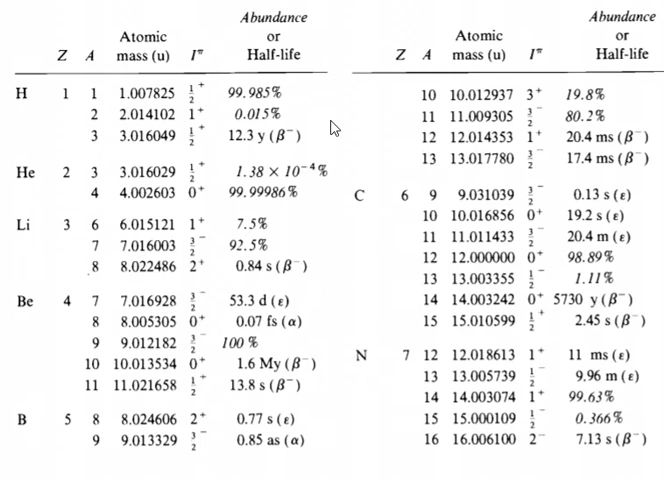 Abundance
Atomic or
Z A mass (u) I^π Half-life
H 1 1 1.007825 1/2^+ 99.985%
2 2.014102 1^+ 0.015%
3 3.016049 1/2^+ 12.3 y (β^−)
He 2 3 3.016029 1/2^+ 1.38 × 10^−4%
4 4.002603 0^+ 99.99986%
Li 3 6 6.015121 1^+ 7.5%
7 7.016003 3/2^− 92.5%
8 8.022486 2^+ 0.84 s (β^−)
Be 4 7 7.016928 3/2^− 53.3 d (ε)
8 8.005305 0^+ 0.07 fs (α)
9 9.012182 3/2^− 100%
10 10.013534 0^+ 1.6 My (β^−)
11 11.021658 1/2^+ 13.8 s (β^−)
B 5 8 8.024606 2^+ 0.77 s (ε)
9 9.013329 3/2^− 0.85 as (α)
Abundance
Atomic or
Z A mass (u) I^π Half-life
10 10.012937 3^+ 19.8%
11 11.009305 3/2^− 80.2%
12 12.014353 1^+ 20.4 ms (β^−)
13 13.017780 3/2^− 17.4 ms (β^−)
C 6 9 9.031039 3/2^− 0.13 s (ε)
10 10.016856 0^+ 19.2 s (ε)
11 11.011433 3/2^− 20.4 m (ε)
12 12.000000 0^+ 98.89%
13 13.003355 1/2^− 1.11%
14 14.003242 0^+ 5730 y (β^−)
15 15.010599 1/2^+ 2.45 s (β^−)
N 7 12 12.018613 1^+ 11 ms (ε)
13 13.005739 1/2^− 9.96 m (ε)
14 14.003074 1^+ 99.63%
15 15.000109 1/2^− 0.366%
16 16.006100 2^− 7.13 s (β^−)